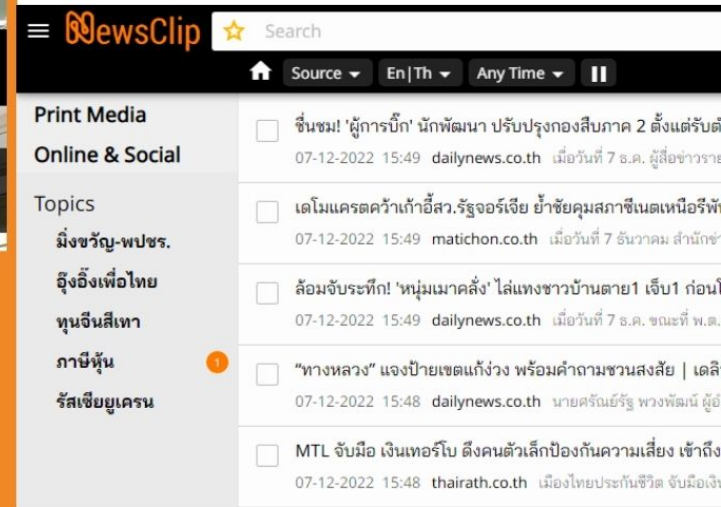 NewsClip
Search
Source En|Th Any Time
Print Media
Online & Social
Topics
มิ่งขวัญ-พปชร.
อุ๊งอิ๊งเพื่อไทย
ทุนจีนสีเทา
ภาษีหุ้น 1
รัสเซียยูเครน
ชื่นชม! 'ผู้การบิ๊ก' นักพัฒนา ปรับปรุงกองสืบภาค 2 ตั้งแต่รับ
07-12-2022 15:49 dailynews.co.th เมื่อวันที่ 7 ธ.ค. ผู้สื่อข่าวราย
เดโมแครตคว้าเก้าอี้สว.รัฐจอร์เจีย ย้ำชัยคุมสภาซีเนตเหนือรีพั
07-12-2022 15:49 matichon.co.th เมื่อวันที่ 7 ธันวาคม สำนักข่
ล้อมจับระทึก! 'หนุ่มเมาคลั่ง' ไล่แทงชาวบ้านตาย1 เจ็บ1 ก่อน
07-12-2022 15:49 dailynews.co.th เมื่อวันที่ 7 ธ.ค. ขณะที่ พ.ต.
“ทางหลวง” แจงป้ายเขตแก้ง่วง พร้อมคำถามชวนสงสัย | เดลิ
07-12-2022 15:48 dailynews.co.th นายศรัณย์รัฐ พวงพัฒน์ ผู้อ
MTL จับมือ เงินเทอร์โบ ดึงคนตัวเล็กป้องกันความเสี่ยง เข้าถึง
07-12-2022 15:48 thairath.co.th เมืองไทยประกันชีวิต จับมือเงิ